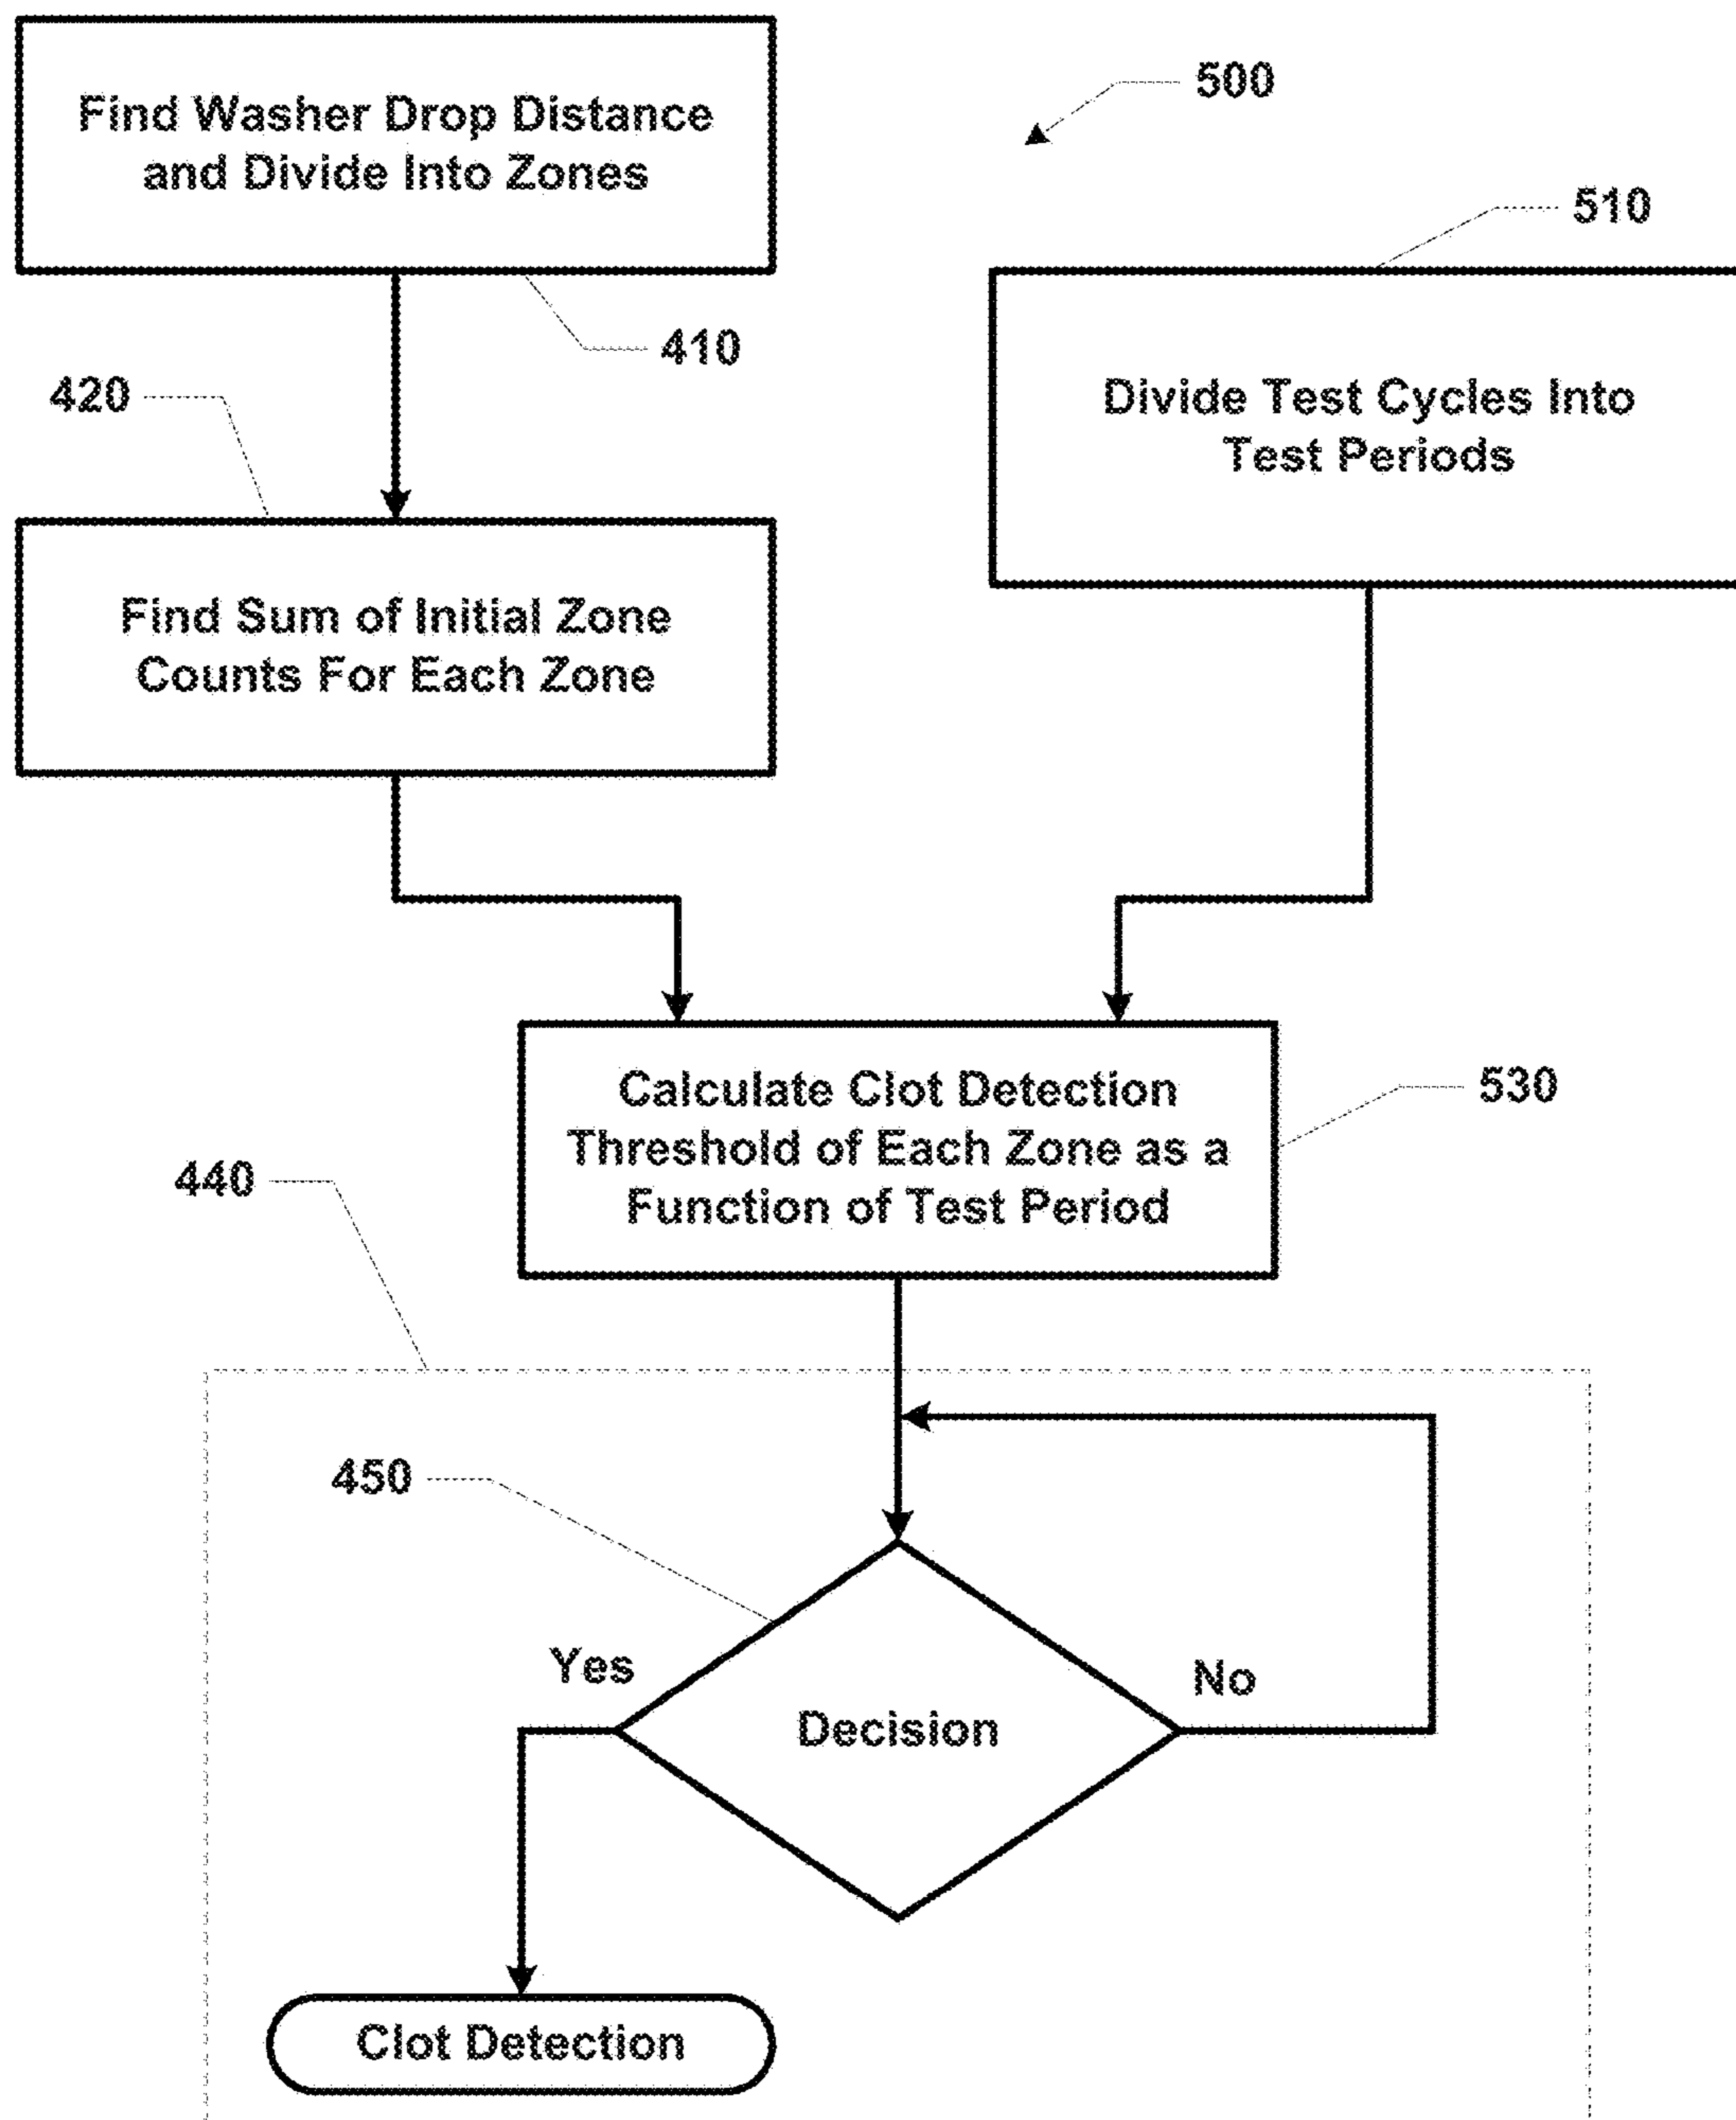 Find Washer Drop Distance
and Divide Into Zones
500
510
410
420
Divide Test Cycles Into
Test Periods
Find Sum of Initial Zone
Counts For Each Zone
Calculate Clot Detection
Threshold of Each Zone as a
Function of Test Period
530
440
450
Yes
No
Decision
Clot Detection